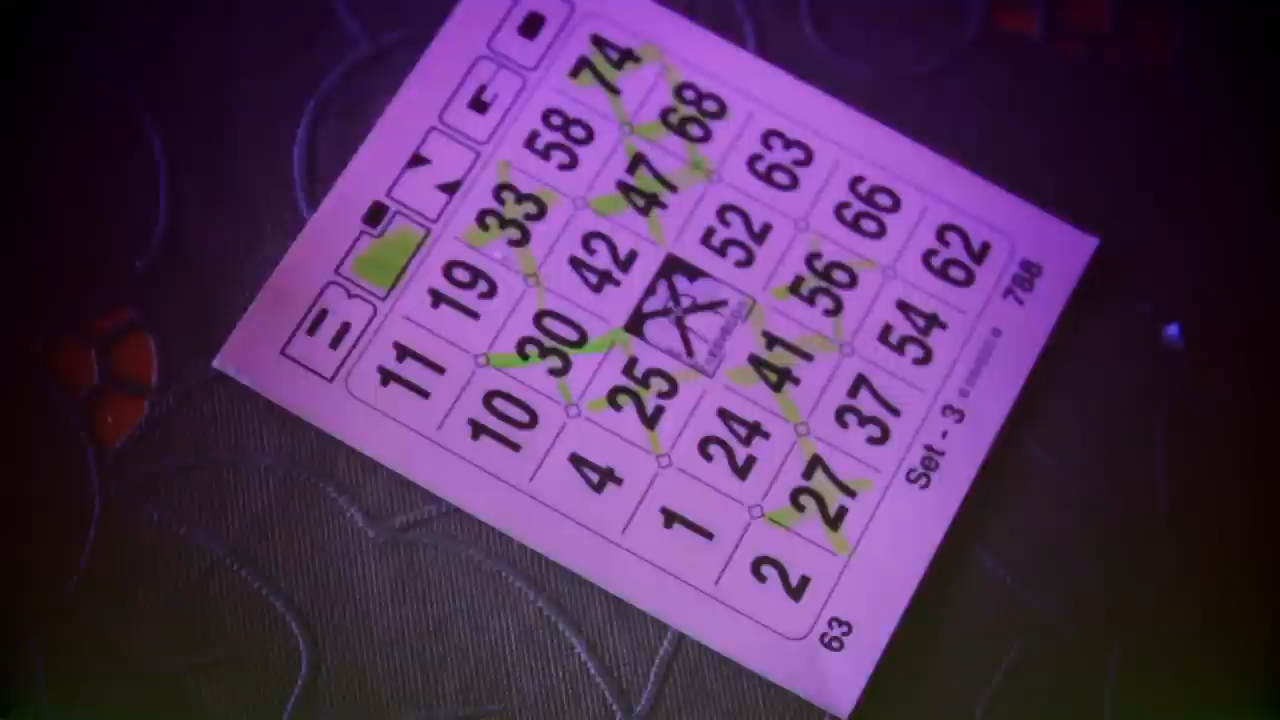 B I N G O
11 19 33 58 74
10 30 42 47 68
4 25 52 63
1 24 41 56 66
2 27 37 54 62
63 Set - 3 788